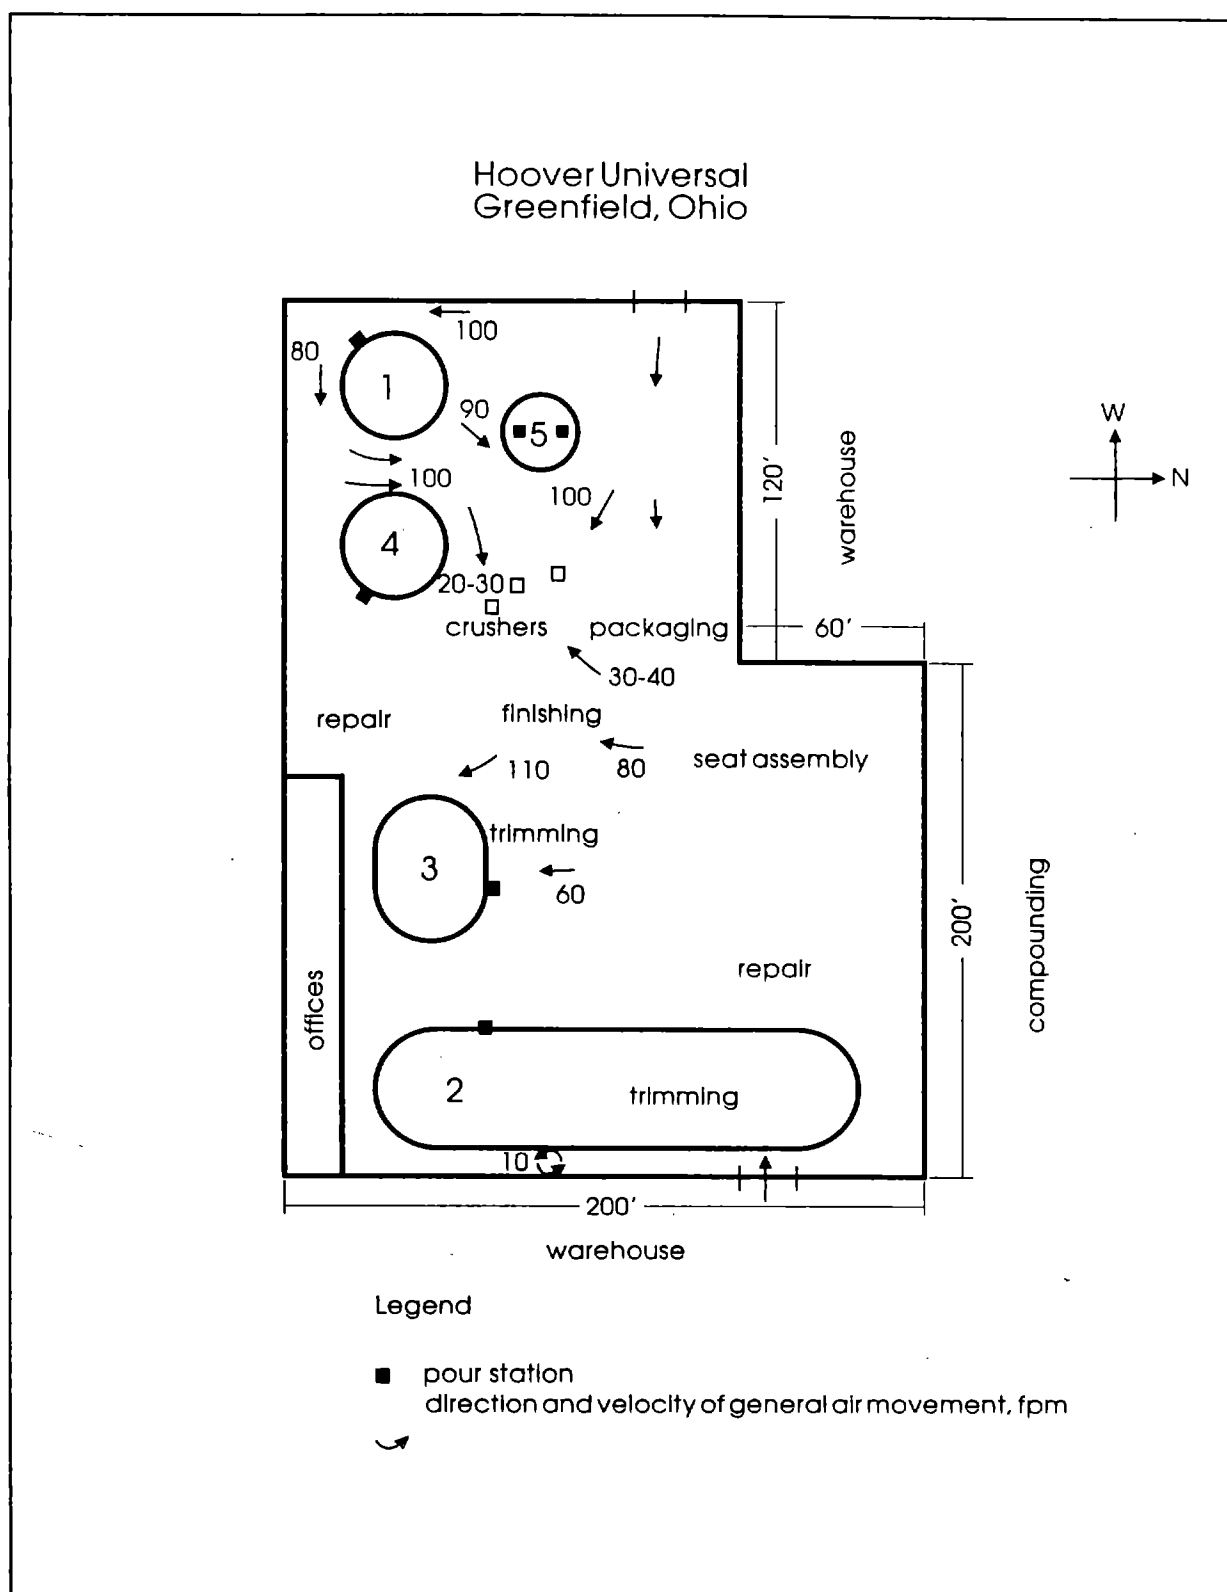 Hoover Universal
Greenfield, Ohio
100
80
1
90
5
W
N
100
100
120'
warehouse
4
20-30
crushers
packaging
60'
30-40
repair
finishing
110
80
seat assembly
trimming
3
60
200'
compounding
repair
offices
2
trimming
10
200'
warehouse
Legend
pour station
direction and velocity of general air movement, fpm